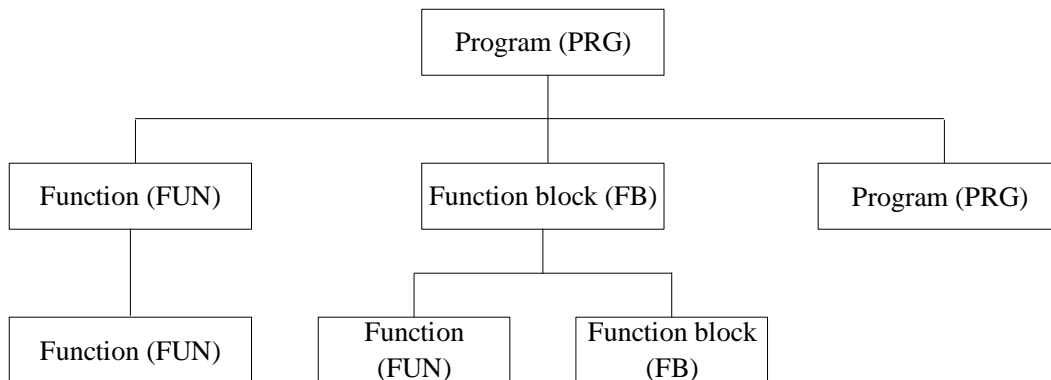 Program (PRG)
Function (FUN)
Function block (FB)
Program (PRG)
Function (FUN)
Function
(FUN)
Function block
(FB)